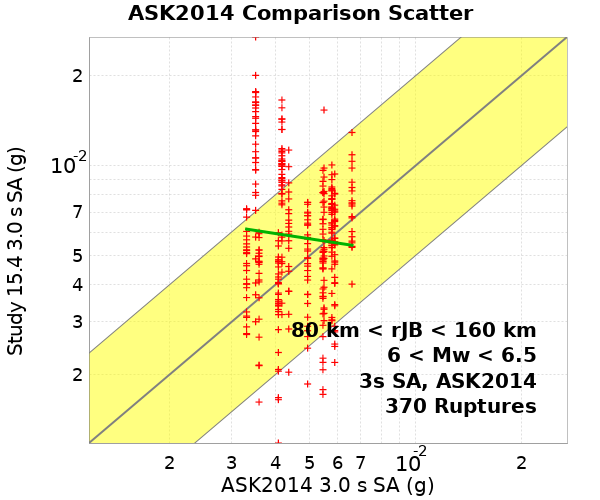 ASK2014 Comparison Scatter
Study 15.4 3.0 s SA (g)
2
10-2
7
5
4
3
2
80 km < rJB < 160 km
6 < Mw < 6.5
3s SA, ASK2014
370 Ruptures
2 3 4 5 6 7 10-2 2
ASK2014 3.0 s SA (g)